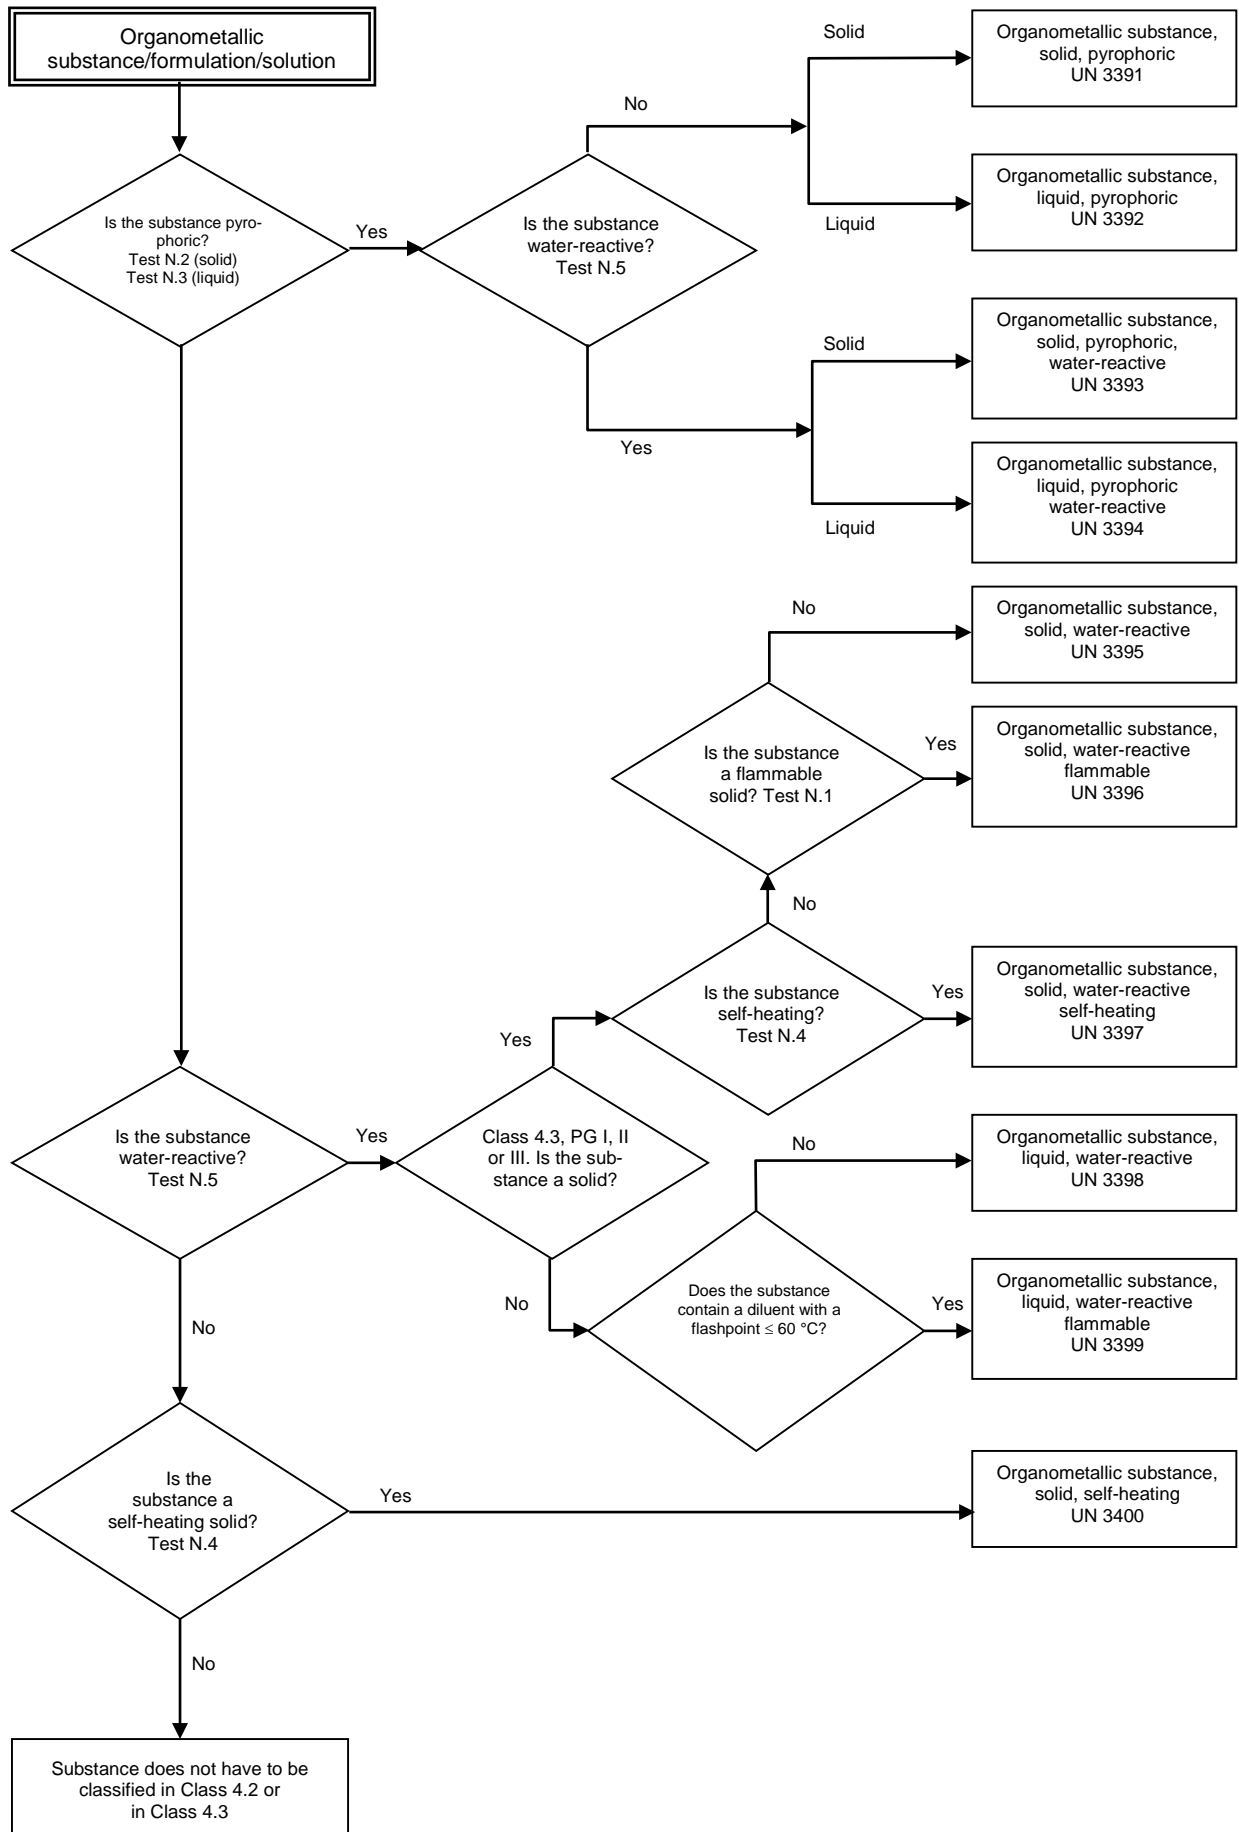 Organometallic
substance/formulation/solution
Solid
Organometallic substance,
solid, pyrophoric
UN 3391
No
Is the substance pyro-
phoric?
Test N.2 (solid)
Test N.3 (liquid)
Yes
Is the substance
water-reactive?
Test N.5
Liquid
Organometallic substance,
liquid, pyrophoric
UN 3392
Solid
Organometallic substance,
solid, pyrophoric,
water-reactive
UN 3393
Yes
Liquid
Organometallic substance,
liquid, pyrophoric
water-reactive
UN 3394
No
Organometallic substance,
solid, water-reactive
UN 3395
Is the substance
a flammable
solid? Test N.1
Yes
Organometallic substance,
solid, water-reactive
flammable
UN 3396
No
Is the substance
self-heating?
Test N.4
Yes
Organometallic substance,
solid, water-reactive
self-heating
UN 3397
Yes
Is the substance
water-reactive?
Test N.5
Yes
Class 4.3, PG I, II
or III. Is the sub-
stance a solid?
No
Organometallic substance,
liquid, water-reactive
UN 3398
No
Does the substance
contain a diluent with a
flashpoint ≤ 60 °C?
Yes
Organometallic substance,
liquid, water-reactive
flammable
UN 3399
No
Is the
substance a
self-heating solid?
Test N.4
Yes
Organometallic substance,
solid, self-heating
UN 3400
No
Substance does not have to be
classified in Class 4.2 or
in Class 4.3